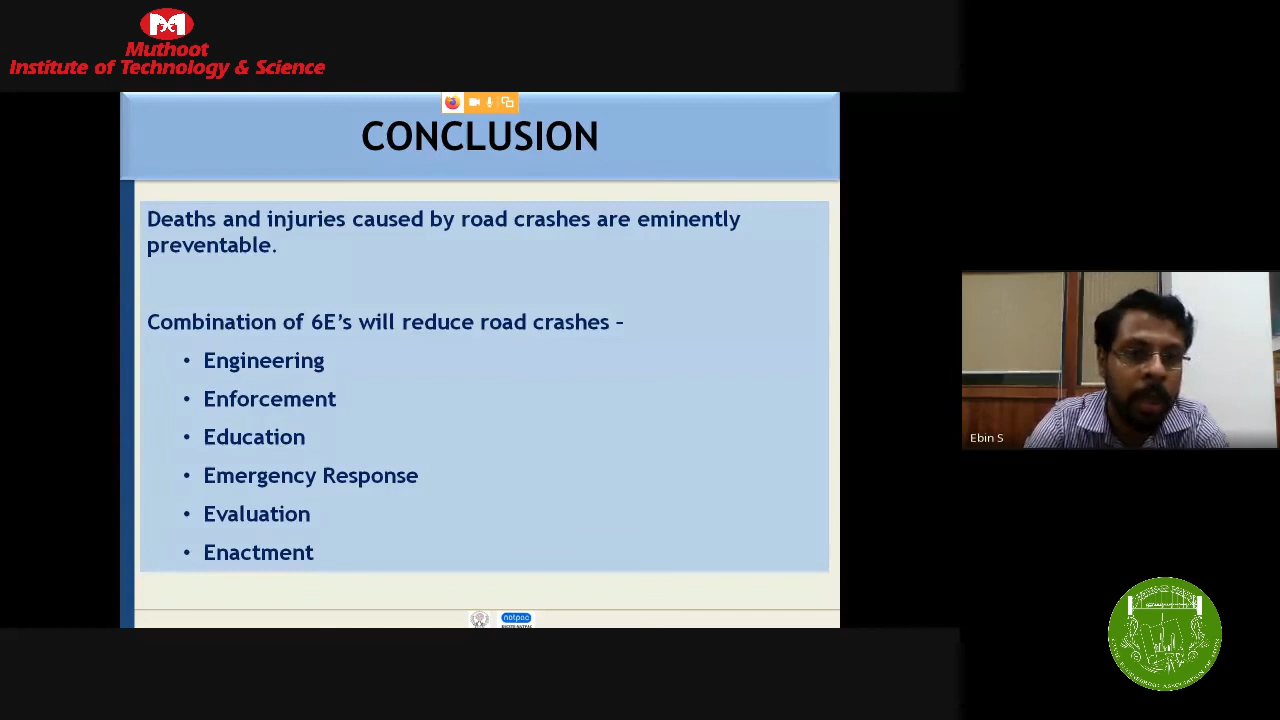 Muthoot
Institute of Technology & Science
CONCLUSION
Deaths and injuries caused by road crashes are eminently
preventable.
Combination of 6E’s will reduce road crashes –
• Engineering
• Enforcement
• Education
• Emergency Response
• Evaluation
• Enactment
Ebin S
natpac